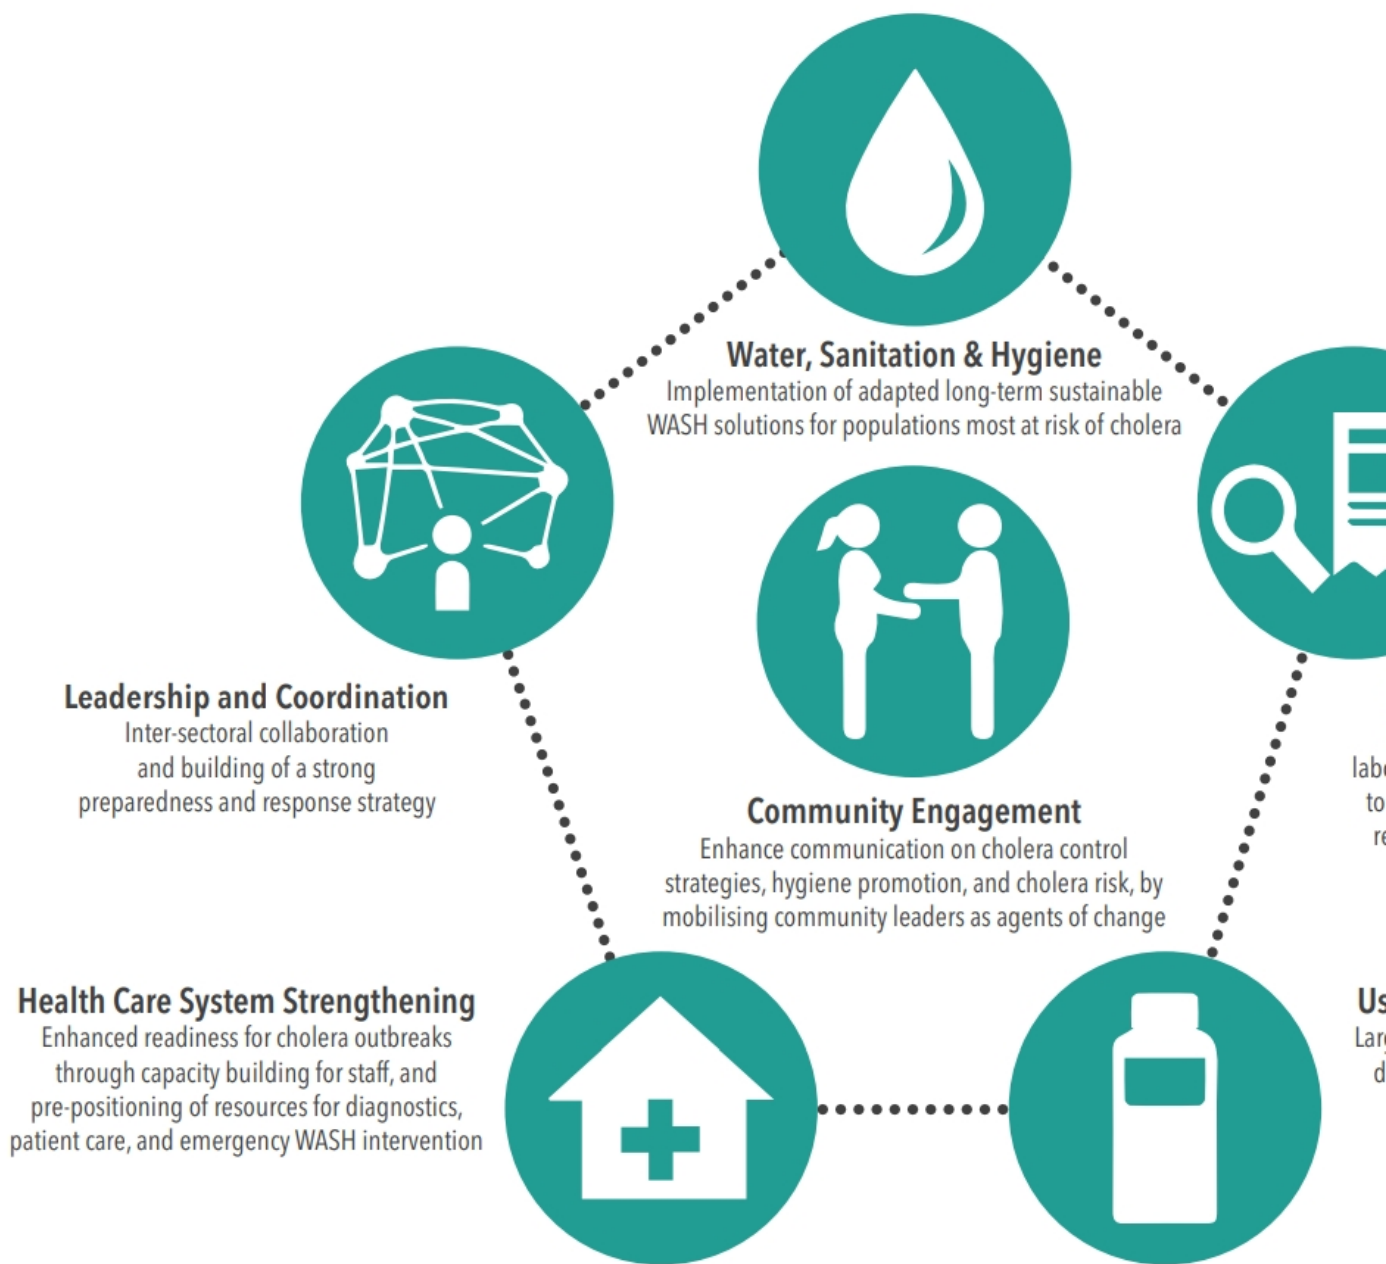 Water, Sanitation & Hygiene
Implementation of adapted long-term sustainable
WASH solutions for populations most at risk of cholera
Leadership and Coordination
Inter-sectoral collaboration
and building of a strong
preparedness and response strategy
Community Engagement
Enhance communication on cholera control
strategies, hygiene promotion, and cholera risk, by
mobilising community leaders as agents of change
Health Care System Strengthening
Enhanced readiness for cholera outbreaks
through capacity building for staff, and
pre-positioning of resources for diagnostics,
patient care, and emergency WASH intervention
to